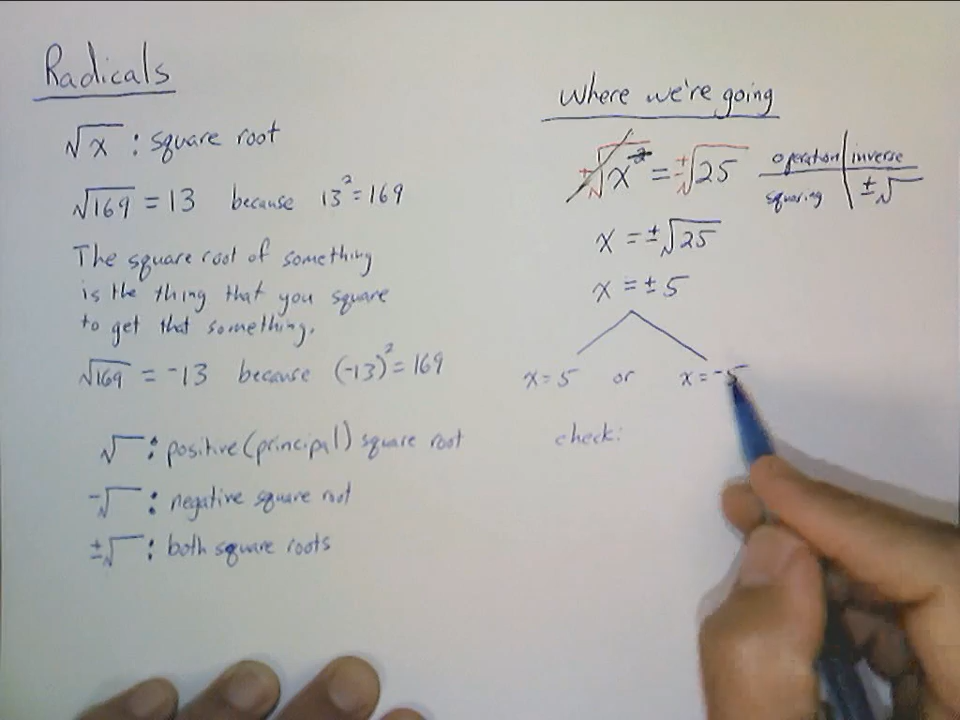 Radicals
√x : square root
√169 = 13 because 13² = 169
The square root of something
is the thing that you square
to get that something.
√169 = -13 because (-13)² = 169
√ : positive (principal) square root
-√ : negative square root
±√ : both square roots
Where we're going
±√x² = ±√25
operation inverse
squaring ±√
x = ±√25
x = ±5
x = 5 or x = -5
check: